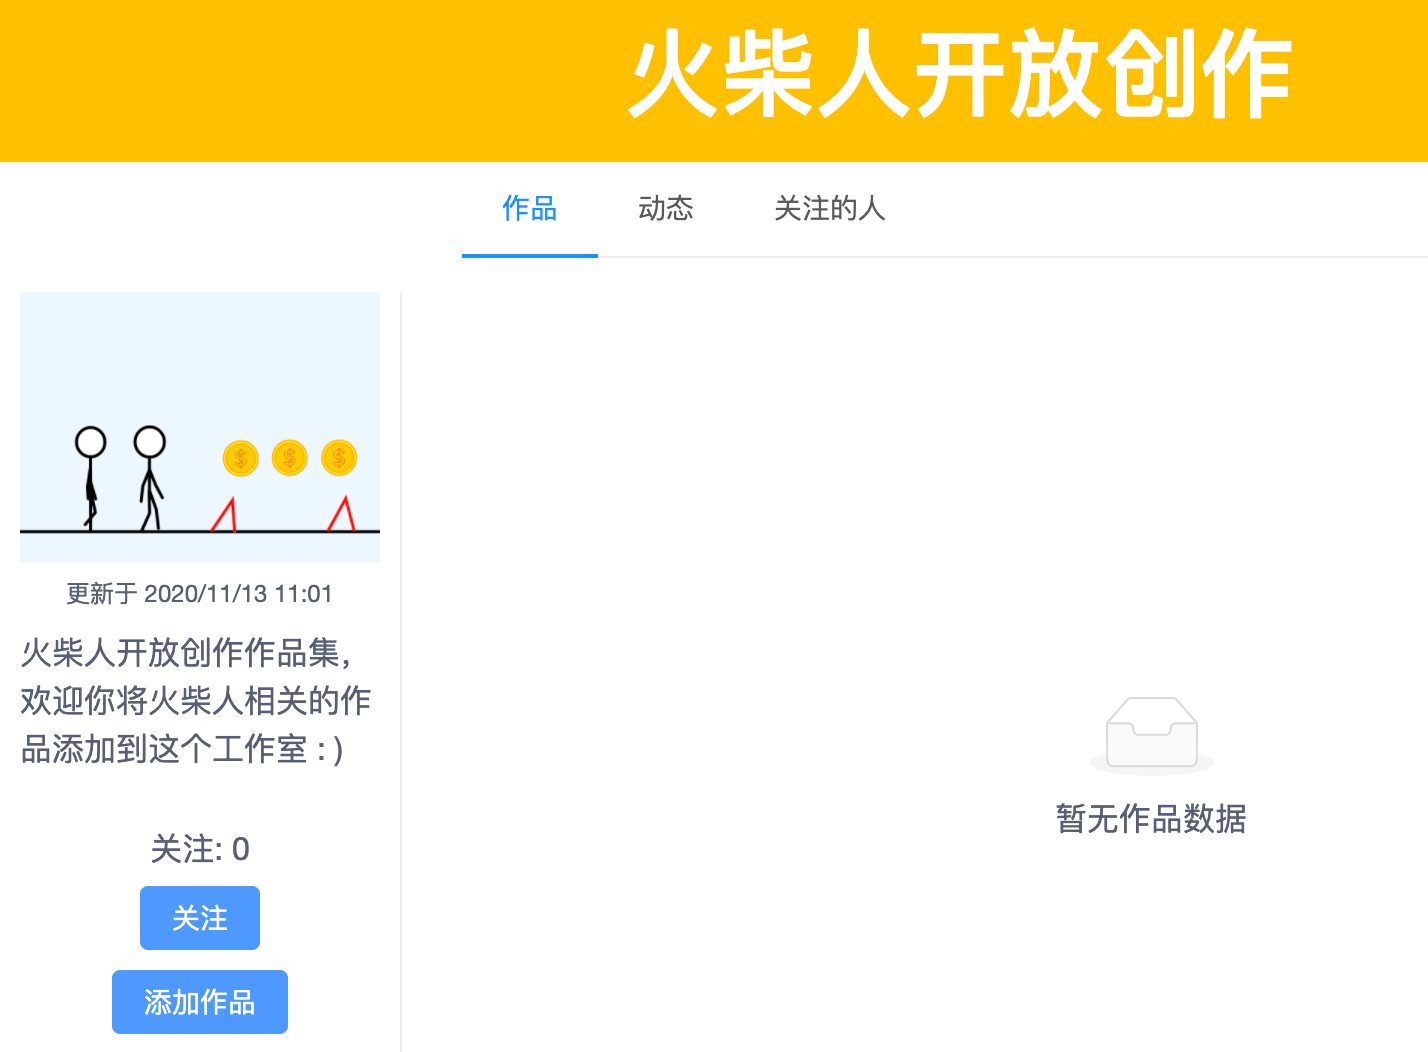 火柴人开放创作
作品
动态
关注的人
$ $ $
更新于 2020/11/13 11:01
火柴人开放创作作品集，
欢迎你将火柴人相关的作
品添加到这个工作室 : )
关注: 0
关注
添加作品
暂无作品数据